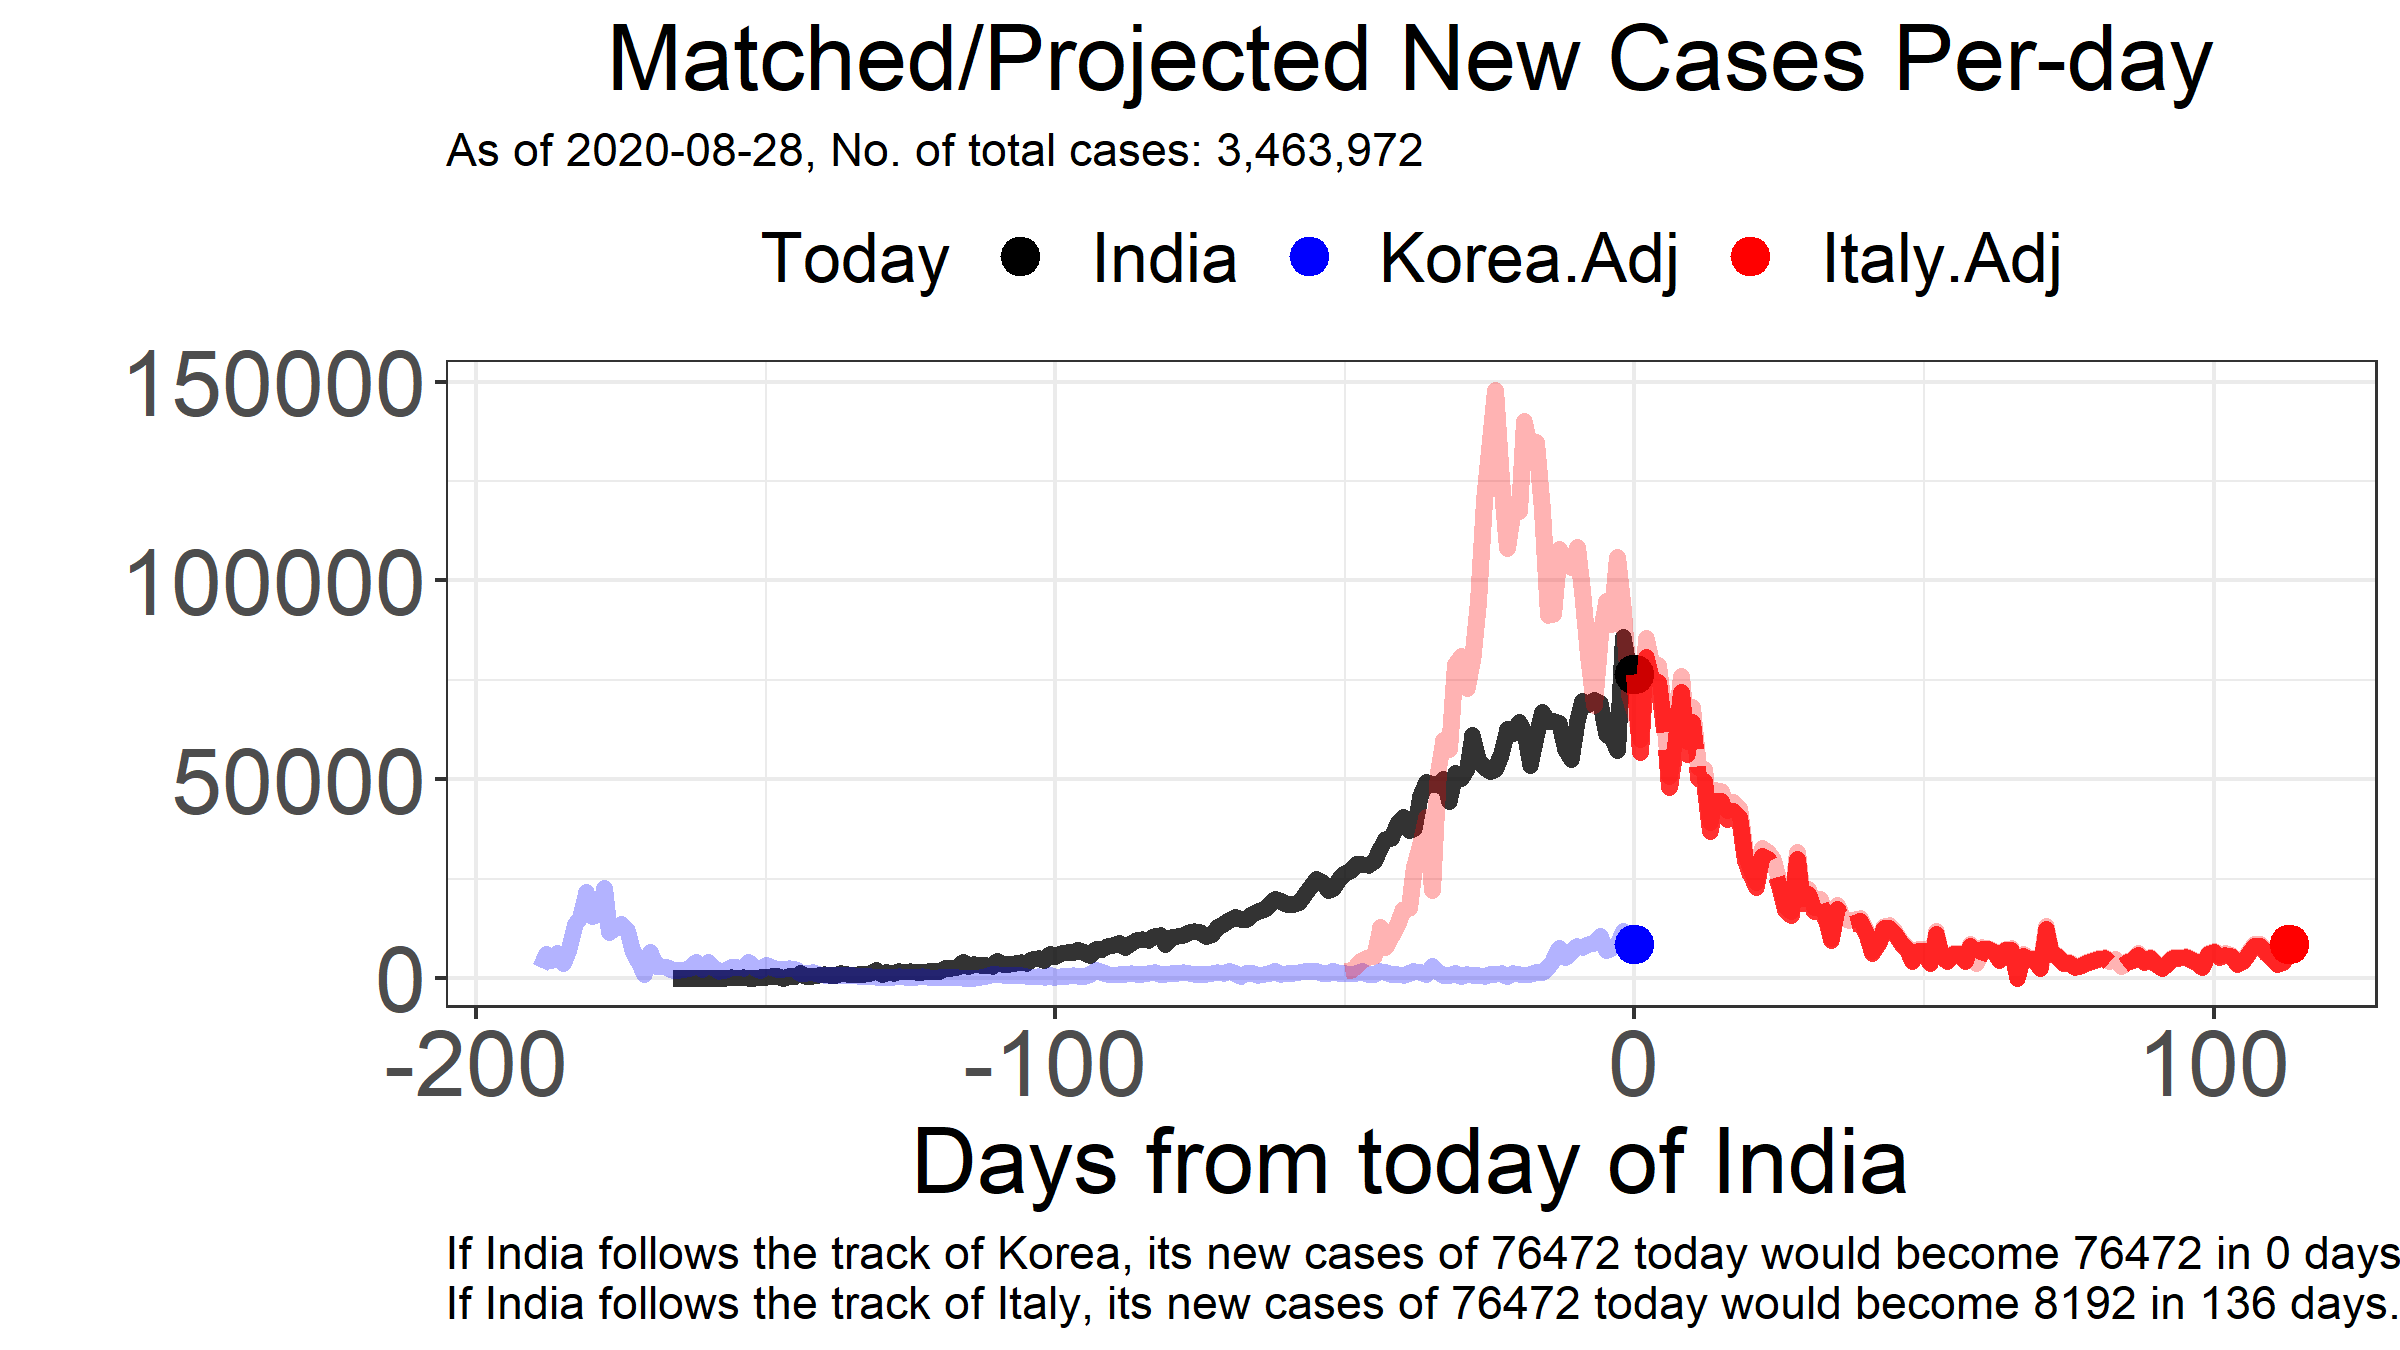 Matched/Projected New Cases Per-day
As of 2020-08-28, No. of total cases: 3,463,972
Today India Korea.Adj Italy.Adj
150000
100000
50000
0
-200 -100 0 100
Days from today of India
If India follows the track of Korea, its new cases of 76472 today would become 76472 in 0 days
If India follows the track of Italy, its new cases of 76472 today would become 8192 in 136 days.